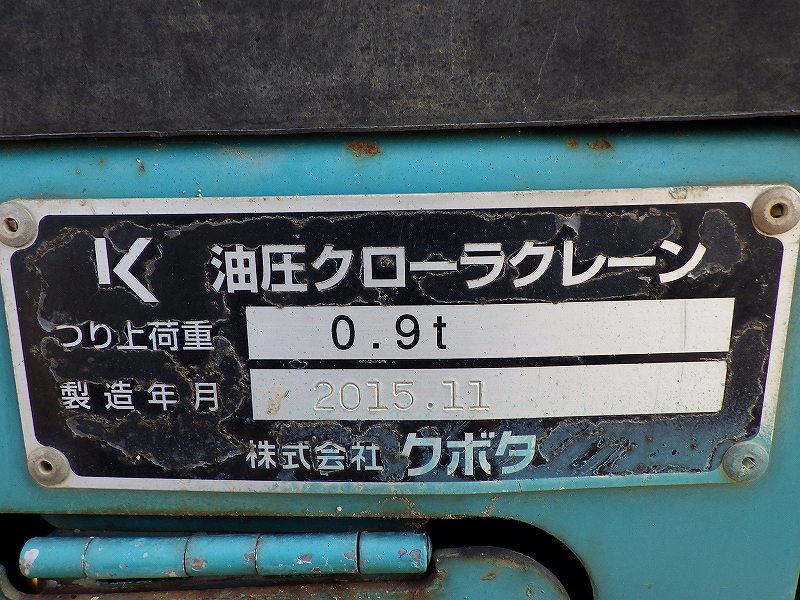 K 油圧クローラクレーン
つり上荷重 0.9t
製造年月 2015.11
株式会社 クボタ